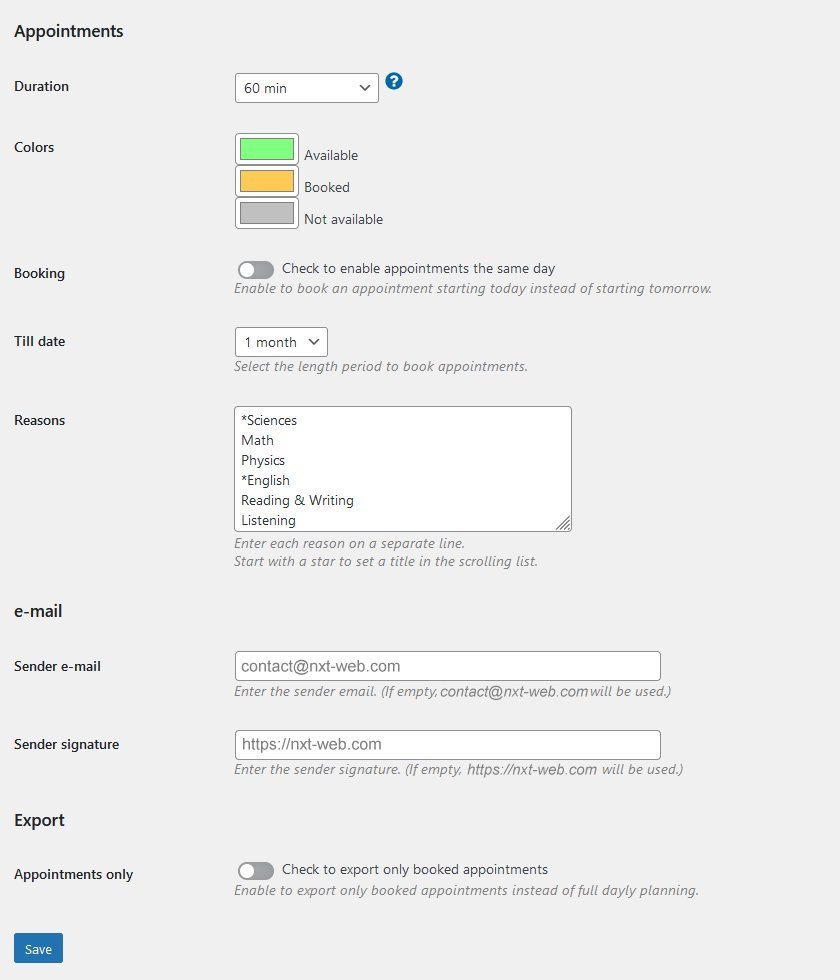 Appointments
Duration
60 min
?
Colors
Available
Booked
Not available
Booking
Check to enable appointments the same day
Enable to book an appointment starting today instead of starting tomorrow.
Till date
1 month
Select the length period to book appointments.
Reasons
*Sciences
Math
Physics
*English
Reading & Writing
Listening
Enter each reason on a separate line.
Start with a star to set a title in the scrolling list.
e-mail
Sender e-mail
contact@nxt-web.com
Enter the sender email. (If empty, contact@nxt-web.com will be used.)
Sender signature
https://nxt-web.com
Enter the sender signature. (If empty, https://nxt-web.com will be used.)
Export
Appointments only
Check to export only booked appointments
Enable to export only booked appointments instead of full dayly planning.
Save